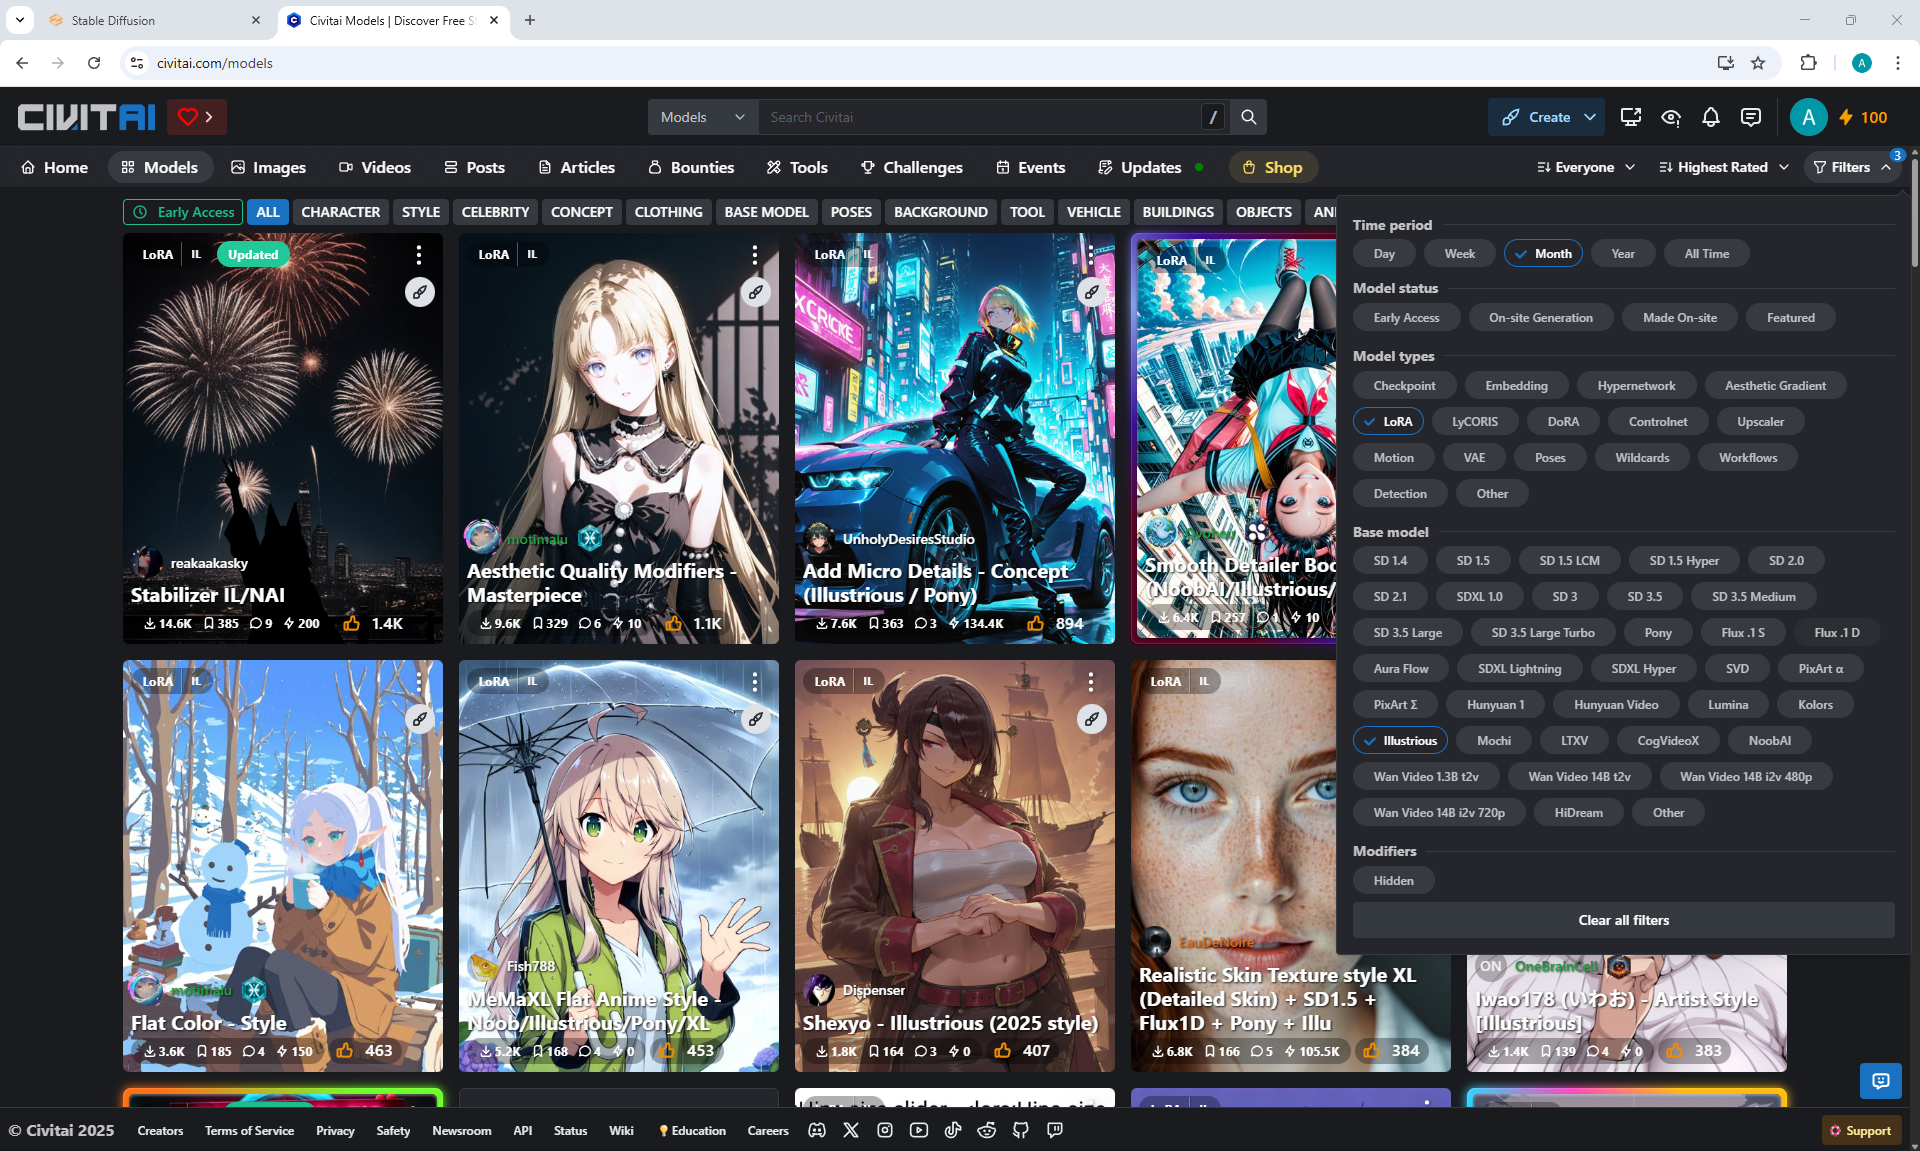 Stable Diffusion
Civitai Models | Discover Free S
civitai.com/models
A
CIVITAI
Models
Search Civitai
/
Create
A
100
Home
Models
Images
Videos
Posts
Articles
Bounties
Tools
Challenges
Events
Updates
Shop
Everyone
Highest Rated
Filters
3
Early Access
ALL
CHARACTER
STYLE
CELEBRITY
CONCEPT
CLOTHING
BASE MODEL
POSES
BACKGROUND
TOOL
VEHICLE
BUILDINGS
OBJECTS
LoRA IL Updated
reakaakasky
Stabilizer IL/NAI
14.6K 385 9 200 1.4K
LoRA IL
motimalu
Aesthetic Quality Modifiers -
Masterpiece
9.6K 329 6 10 1.1K
LoRA IL
UnholyDesiresStudio
Add Micro Details - Concept
(Illustrious / Pony)
7.6K 363 3 134.4K 894
LoRA IL
Smooth Detailer Boo
(NoobAI/Illustrious/
6.4K 257 1 10
Time period
Day Week Month Year All Time
Model status
Early Access On-site Generation Made On-site Featured
Model types
Checkpoint Embedding Hypernetwork Aesthetic Gradient
LoRA LyCORIS DoRA Controlnet Upscaler
Motion VAE Poses Wildcards Workflows
Detection Other
Base model
SD 1.4 SD 1.5 SD 1.5 LCM SD 1.5 Hyper SD 2.0
SD 2.1 SDXL 1.0 SD 3 SD 3.5 SD 3.5 Medium
SD 3.5 Large SD 3.5 Large Turbo Pony Flux .1 S Flux .1 D
Aura Flow SDXL Lightning SDXL Hyper SVD PixArt α
PixArt Σ Hunyuan 1 Hunyuan Video Lumina Kolors
Illustrious Mochi LTXV CogVideoX NoobAI
Wan Video 1.3B t2v Wan Video 14B t2v Wan Video 14B i2v 480p
Wan Video 14B i2v 720p HiDream Other
Modifiers
Hidden
Clear all filters
LoRA IL
motimalu
Flat Color - Style
3.6K 185 4 150 463
LoRA IL
Fish788
MeMaXL Flat Anime Style -
Noob/Illustrious/Pony/XL
5.2K 168 4 0 453
LoRA IL
Dispenser
Shexyo - Illustrious (2025 style)
1.8K 164 3 0 407
LoRA IL
EauDeNoire
Realistic Skin Texture style XL
(Detailed Skin) + SD1.5 +
Flux1D + Pony + Illu
6.8K 166 5 105.5K 384
ON OneBrainCell
Iwao178 (いわお) - Artist Style
[Illustrious]
1.4K 139 4 0 383
© Civitai 2025
Creators
Terms of Service
Privacy
Safety
Newsroom
API
Status
Wiki
Education
Careers
Support